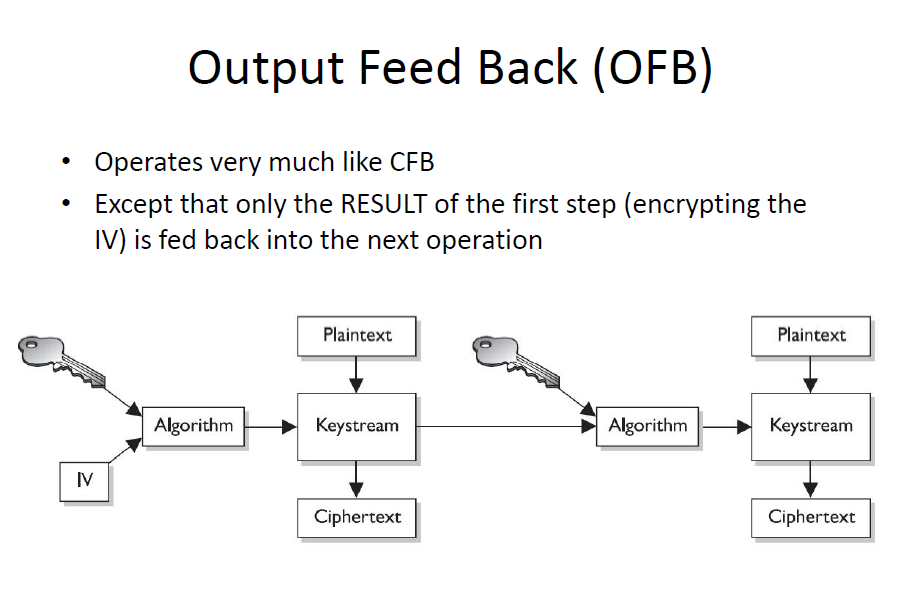 Output Feed Back (OFB)
• Operates very much like CFB
• Except that only the RESULT of the first step (encrypting the
IV) is fed back into the next operation
Plaintext
Plaintext
Algorithm
Keystream
Algorithm
Keystream
IV
Ciphertext
Ciphertext